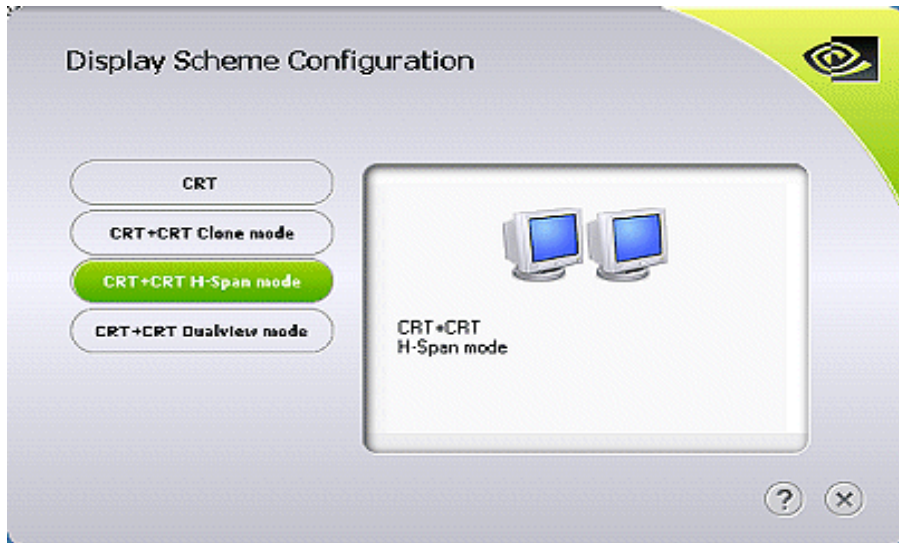 Display Scheme Configuration
CRT
CRT+CRT Clone mode
CRT+CRT H-Span mode
CRT+CRT Dualview mode
CRT+CRT
H-Span mode
?